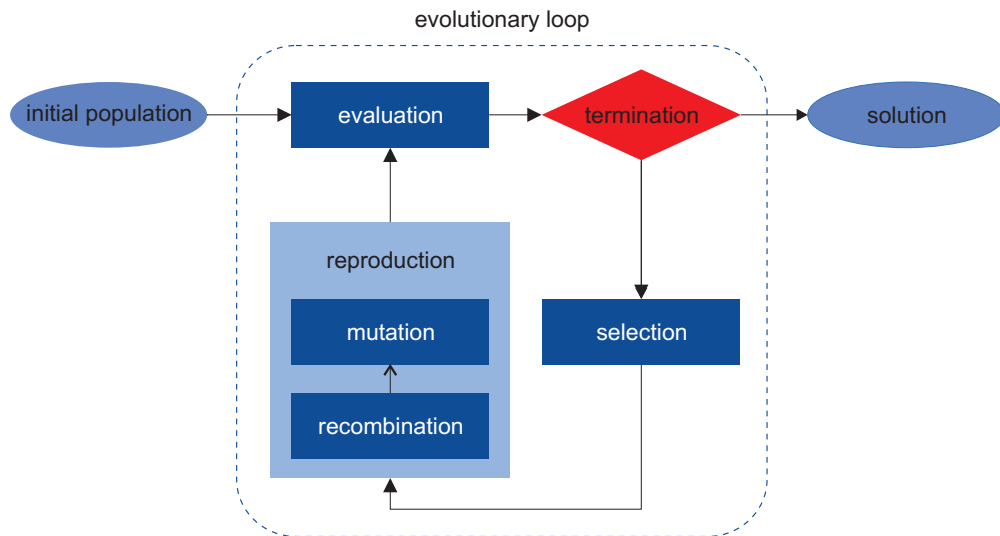 evolutionary loop
initial population
evaluation
termination
solution
reproduction
mutation
selection
recombination